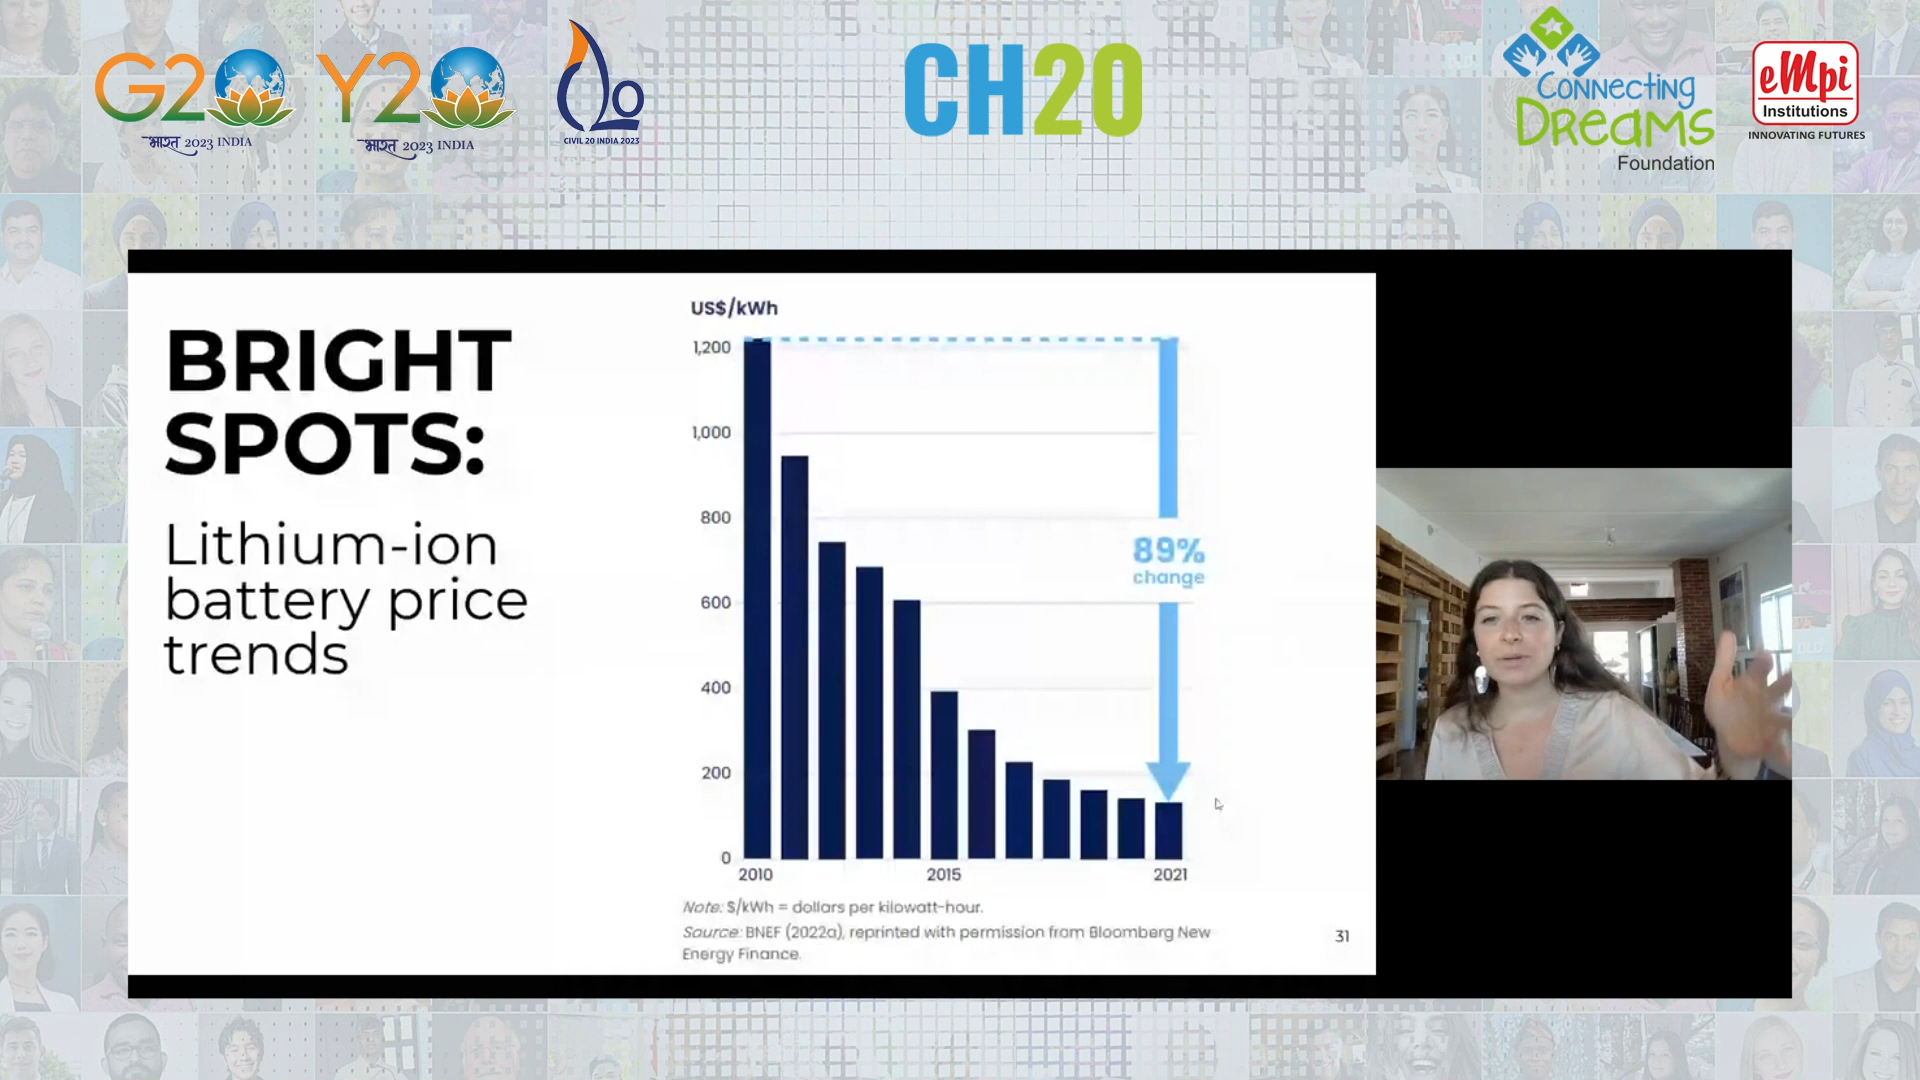 G20
भारत 2023 INDIA
Y20
भारत 2023 INDIA
CIVIL 20 INDIA 2023
CH20
CONNECTING
DREAMS
Foundation
eMpi
Institutions
INNOVATING FUTURES
BRIGHT
SPOTS:
Lithium-ion
battery price
trends
US$/kWh
1,200
1,000
800
600
400
200
0
89%
change
2010
2015
2021
Note: $/kWh = dollars per kilowatt-hour.
Source: BNEF (2022a), reprinted with permission from Bloomberg New
Energy Finance.
31